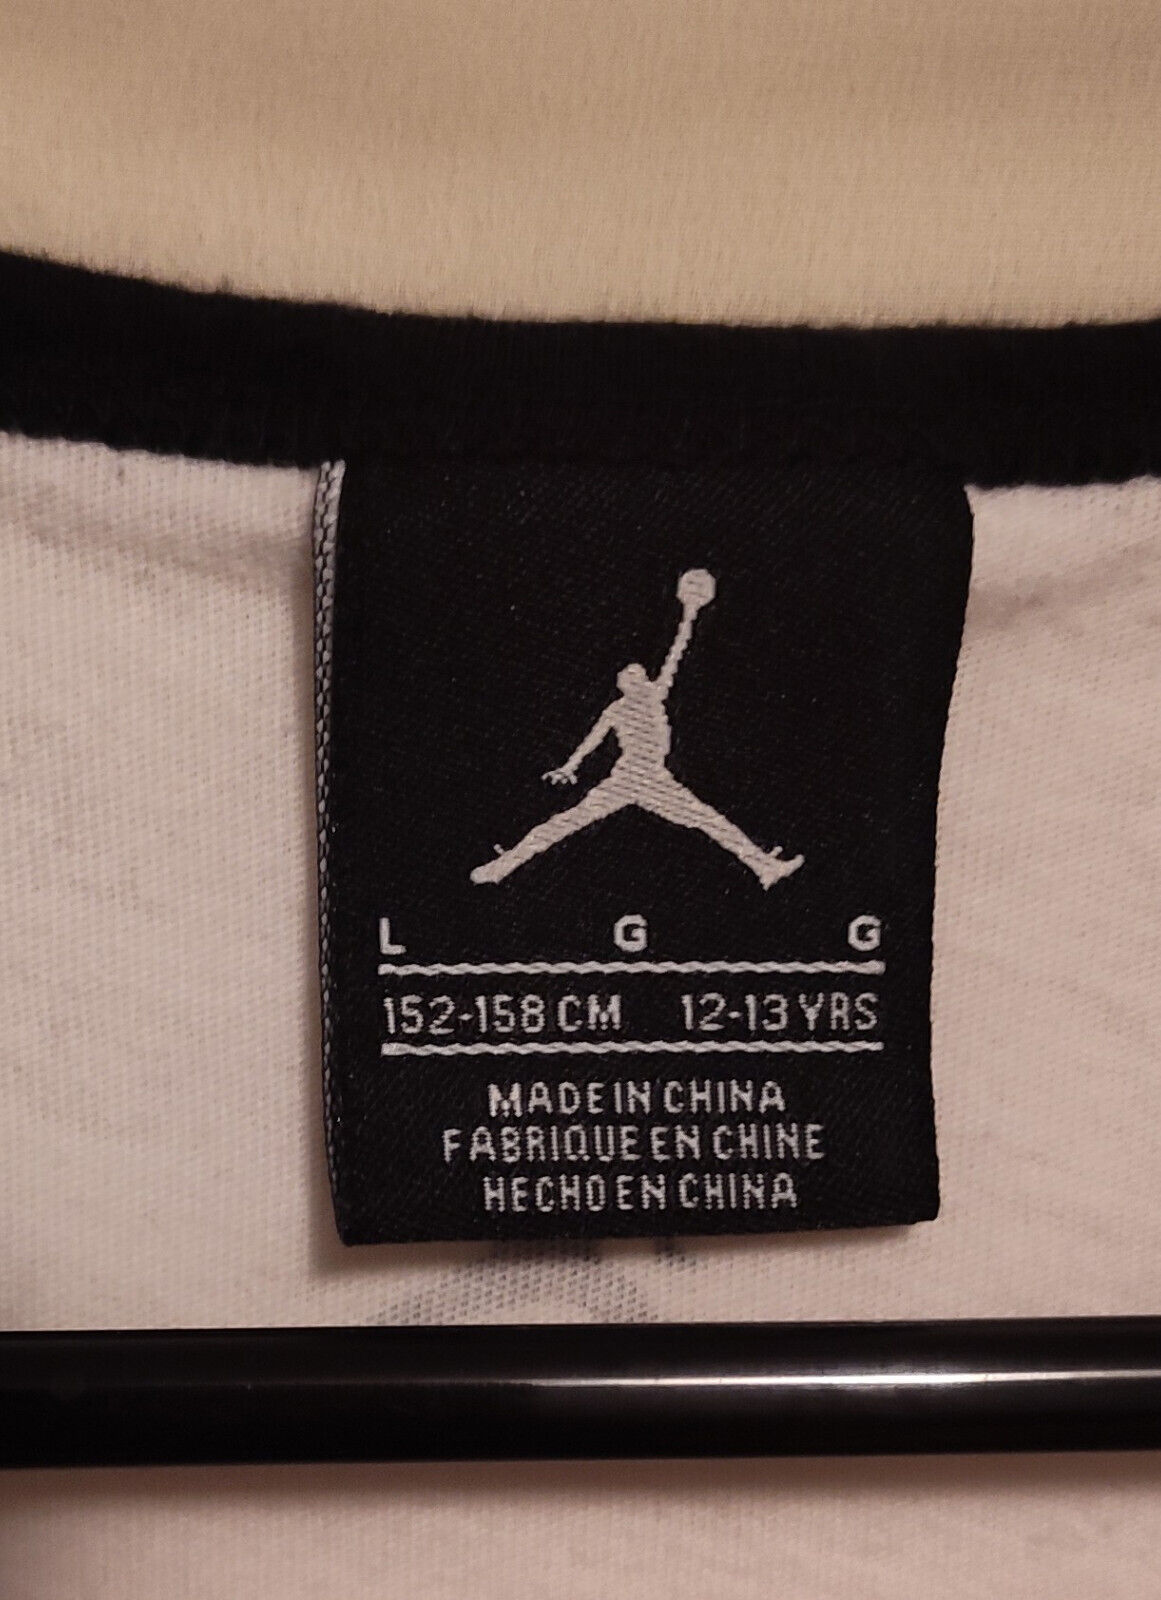 L G G
152-158 CM 12-13 YRS
MADE IN CHINA
FABRIQUE EN CHINE
HECHO EN CHINA